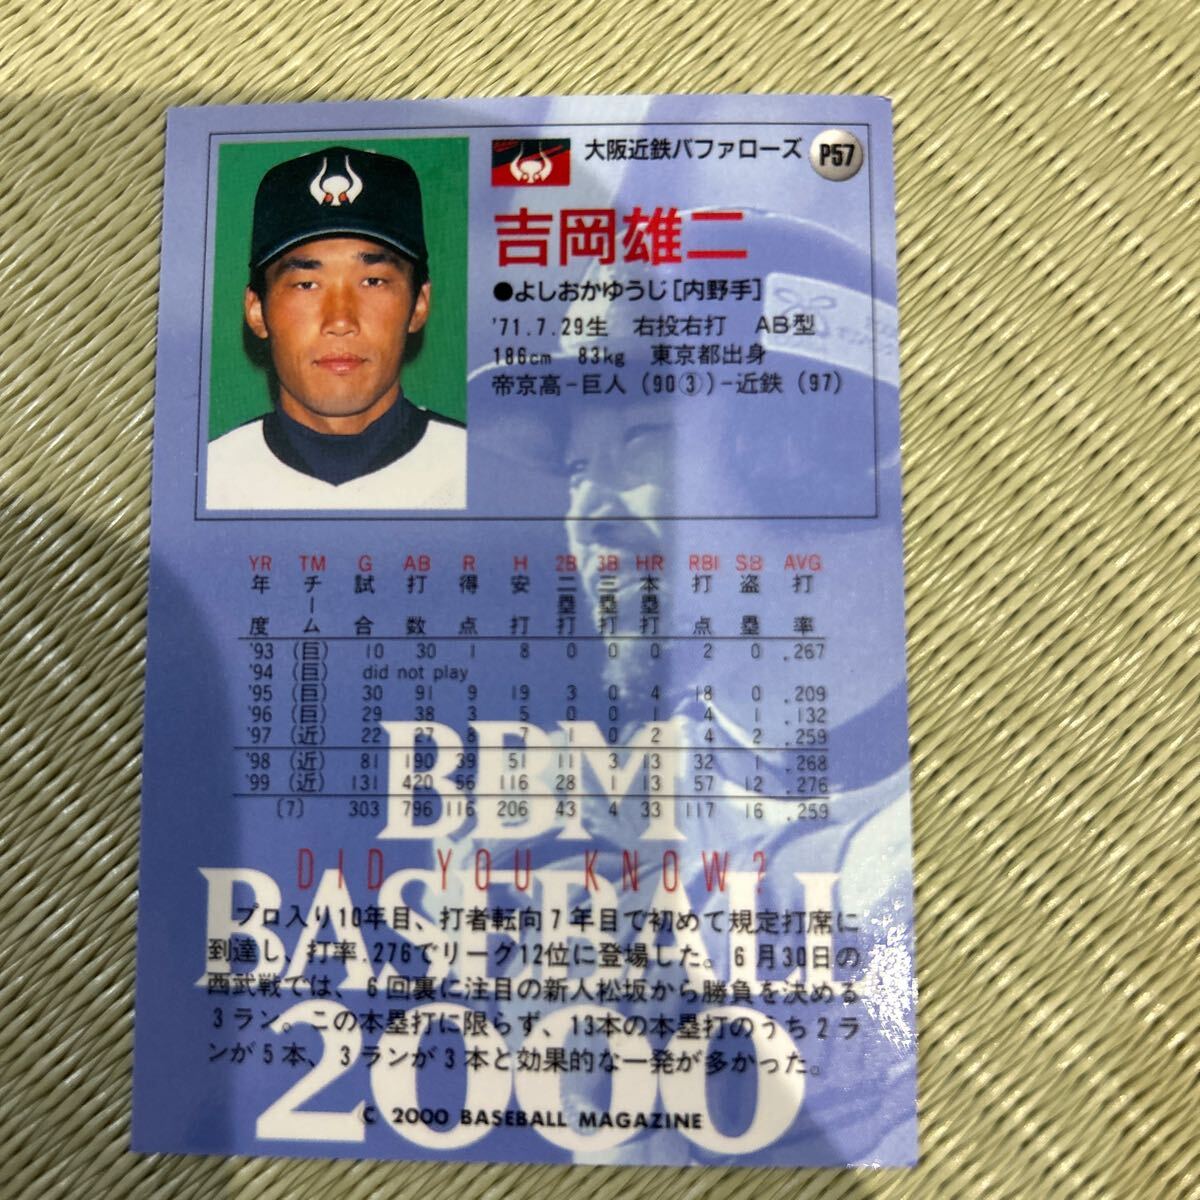 大阪近鉄バファローズ P57
吉岡雄二
●よしおかゆうじ[内野手]
'71.7.29生 右投右打 AB型
186cm 83kg 東京都出身
帝京高-巨人(90③)-近鉄(97)
YR TM G AB R H 2B 3B HR RBI SB AVG
年度 チーム 試合 打数 得点 安打 二塁打 三塁打 本塁打 打点 盗塁 打率
'93 (巨) 10 30 1 8 0 0 0 2 0 .267
'94 (巨) did not play
'95 (巨) 30 91 9 19 3 0 4 18 0 .209
'96 (巨) 29 38 3 5 0 0 1 4 1 .132
'97 (近) 22 27 8 7 1 0 2 4 2 .259
'98 (近) 81 190 39 51 11 3 13 32 1 .268
'99 (近) 131 420 56 116 28 1 13 57 12 .276
(7) 303 796 116 206 43 4 33 117 16 .259
BBM
DID YOU KNOW?
BASEBALL
プロ入り10年目、打者転向7年目で初めて規定打席に
到達し、打率.276でリーグ12位に登場した。6月30日の
西武戦では、6回裏に注目の新人松坂から勝負を決める
3ラン。この本塁打に限らず、13本の本塁打のうち2ラ
ンが5本、3ランが3本と効果的な一発が多かった。
2000
C 2000 BASEBALL MAGAZINE